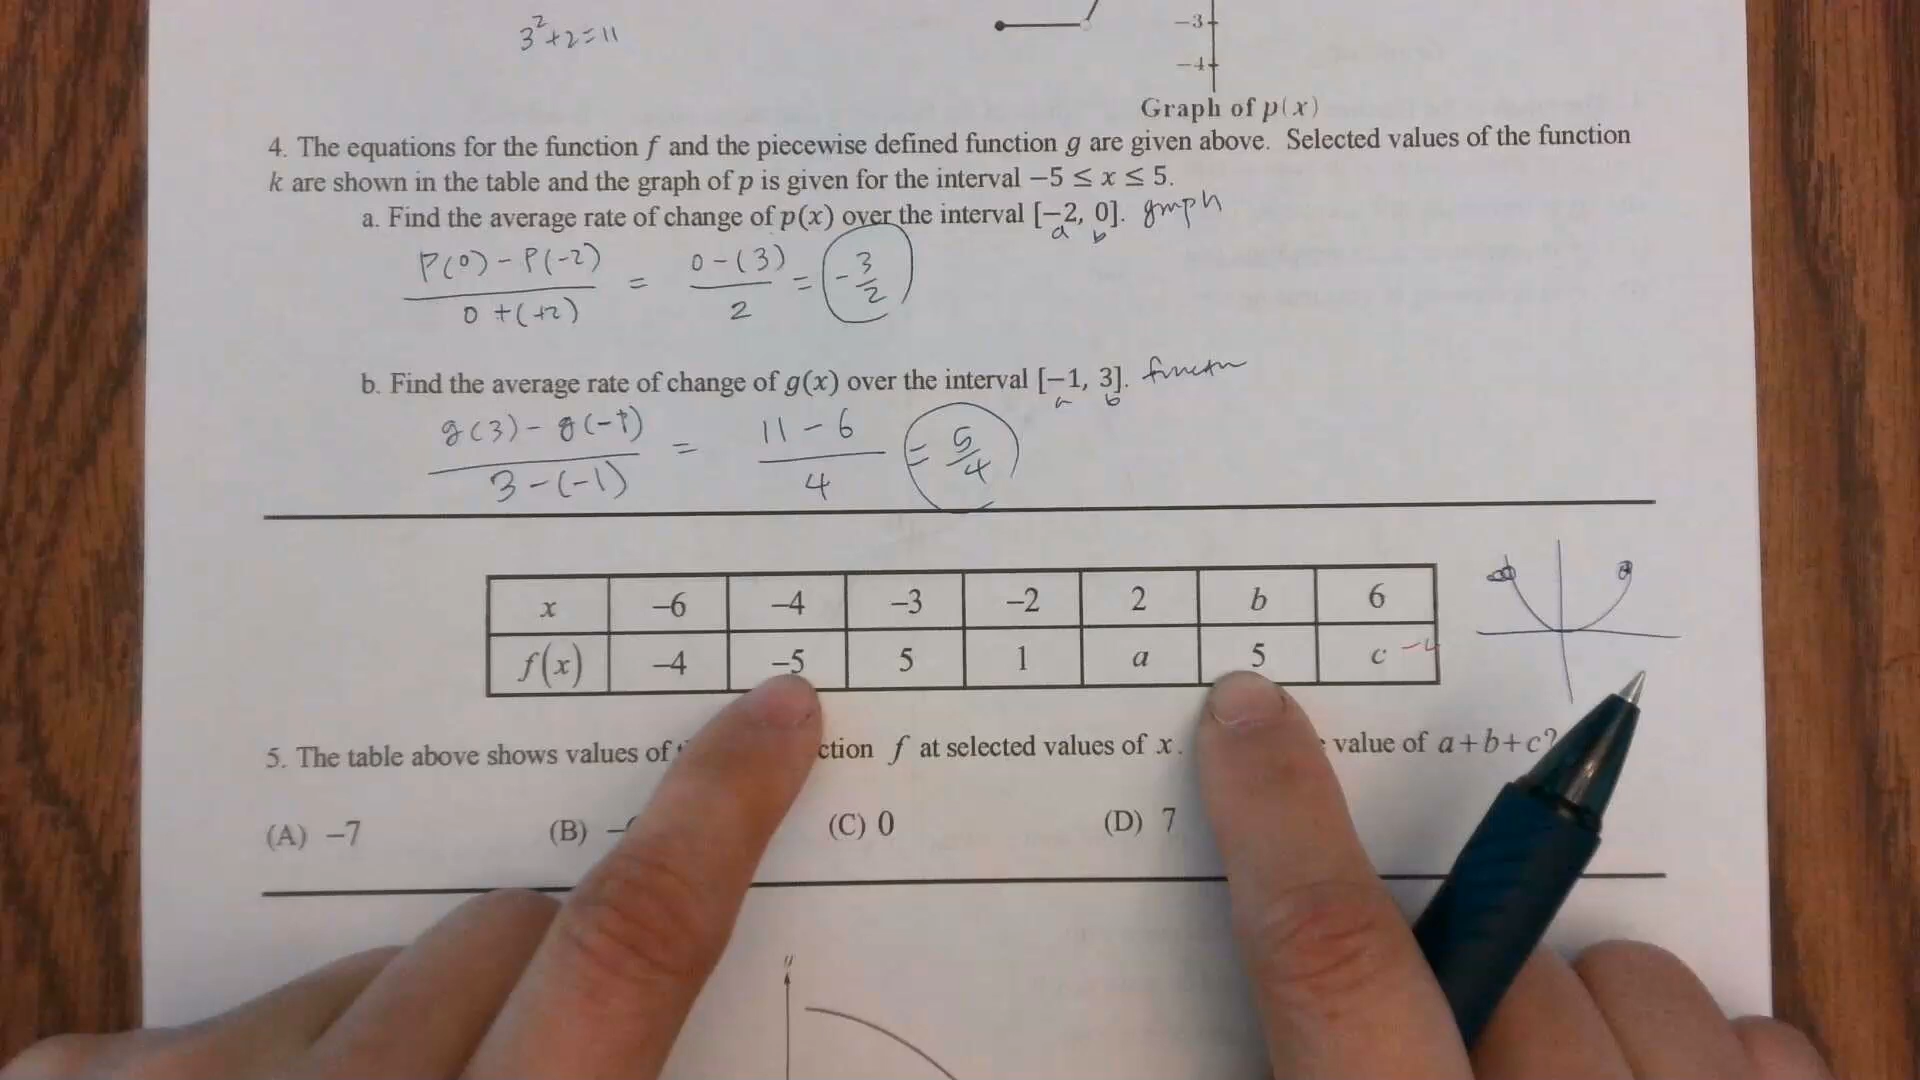 3²+2=11
−3
−4
Graph of p(x)
4. The equations for the function f and the piecewise defined function g are given above. Selected values of the function
k are shown in the table and the graph of p is given for the interval −5 ≤ x ≤ 5.
a. Find the average rate of change of p(x) over the interval [−2, 0]. graph
a b
P(0) - P(-2) / 0 + (+2) = 0 - (3) / 2 = -3/2
b. Find the average rate of change of g(x) over the interval [−1, 3].
a b
g(3) - g(-1) / 3 - (-1) = 11 - 6 / 4 = 5/4
x −6 −4 −3 −2 2 b 6
f(x) −4 −5 5 1 a 5 c -4
5. The table above shows values of ction f at selected values of x. value of a+b+c?
(A) −7 (B) − (C) 0 (D) 7
y